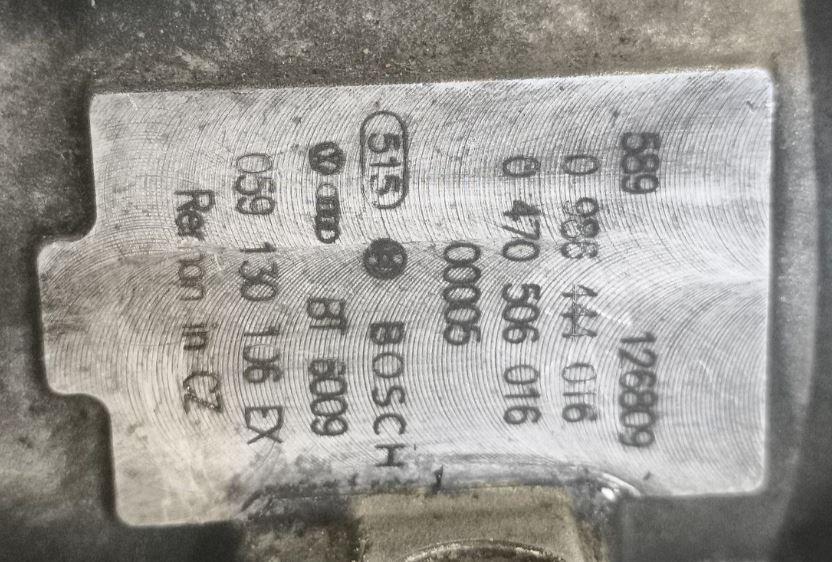 589 126809
0 986 444 016
0 470 506 016
00005
515 BOSCH
BT
059 130 106 EX
Reman in CZ